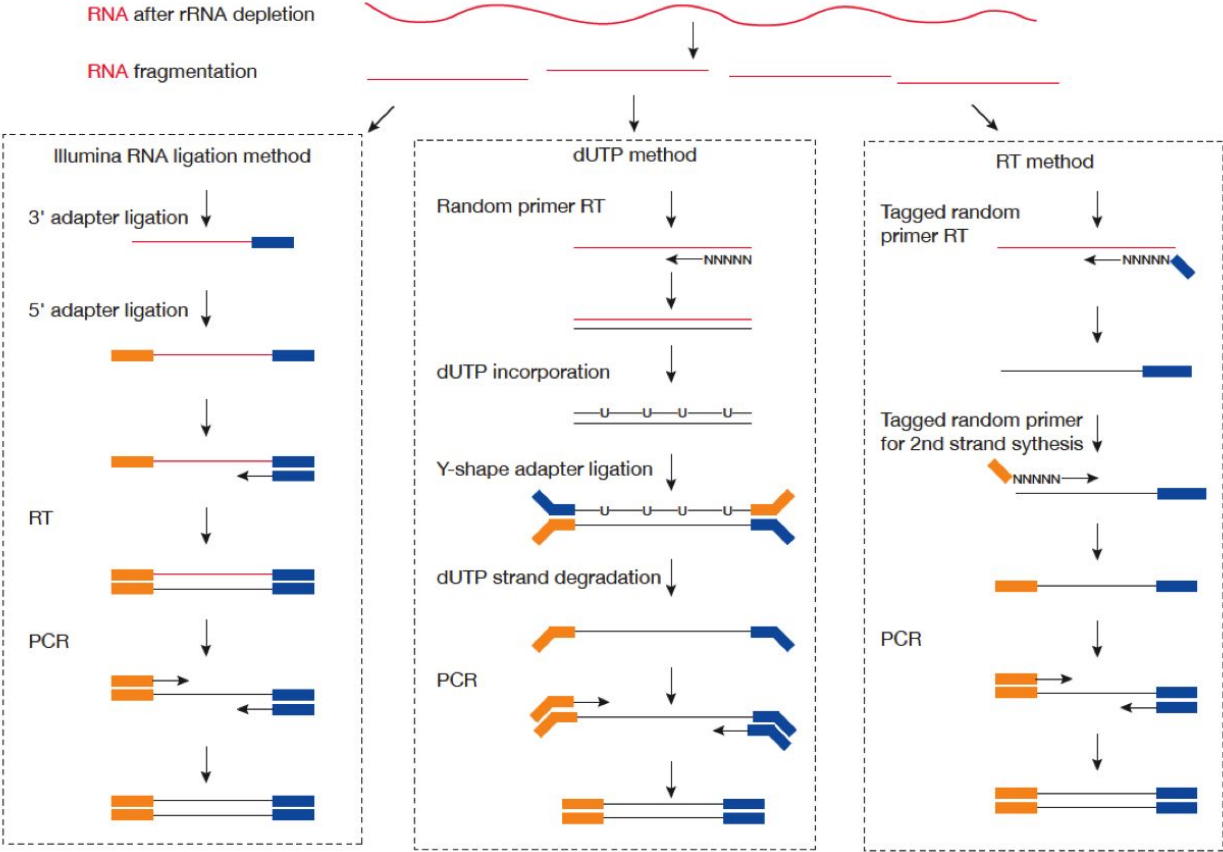 RNA after rRNA depletion
RNA fragmentation
Illumina RNA ligation method
3' adapter ligation
5' adapter ligation
RT
PCR
dUTP method
Random primer RT
NNNNN
dUTP incorporation
U U U U
Y-shape adapter ligation
U U U U
dUTP strand degradation
PCR
RT method
Tagged random
primer RT
NNNNN
Tagged random primer
for 2nd strand sythesis
NNNNN
PCR